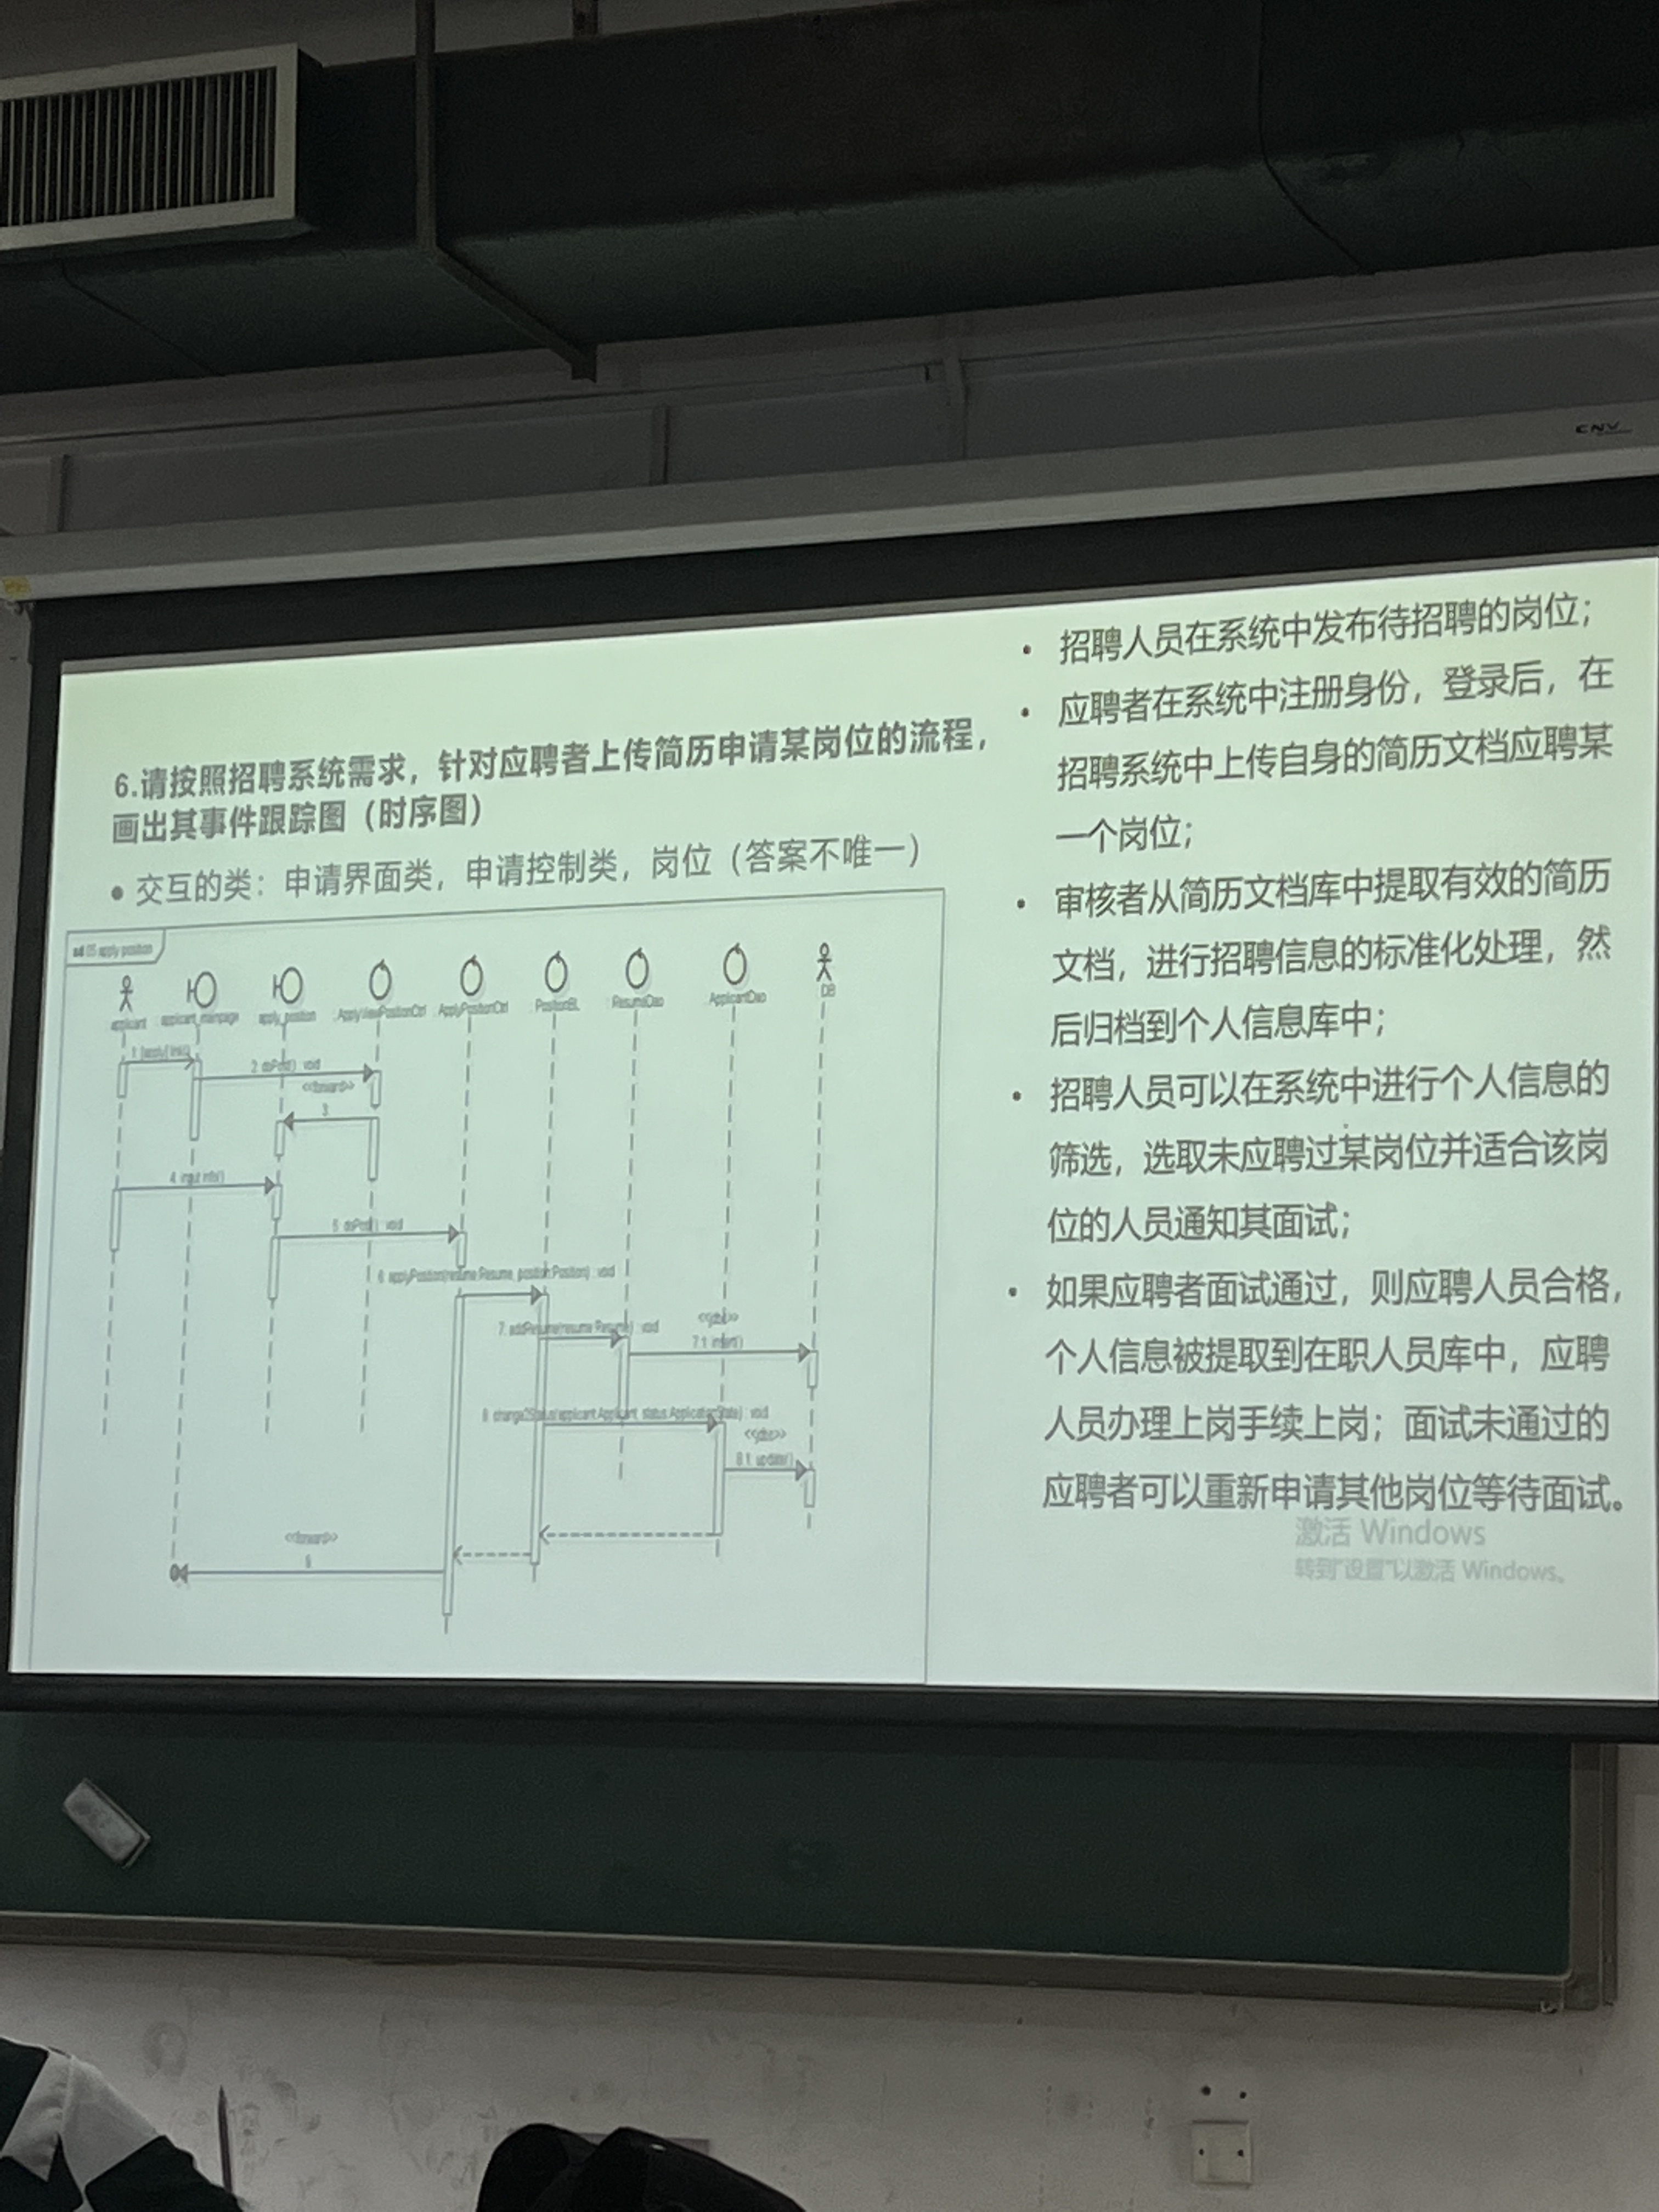 CNV
6.请按照招聘系统需求，针对应聘者上传简历申请某岗位的流程，
画出其事件跟踪图（时序图）
• 交互的类：申请界面类，申请控制类，岗位（答案不唯一）
sd 05 apply position
applicant
applicant_mainpage
apply_position
ApplyViewPositionCtrl
ApplyPositionCtrl
PositionBL
ResumeDao
ApplicantDao
DB
2: doPost() : void
<<forward>>
3:
4: input info()
5: doPost() : void
6: applyPosition(resume:Resume, position:Position) : void
7: addResume(resume:Resume) : void
<<jdbc>>
7.1: insert()
8: change2Status(applicant:Applicant, status:ApplicationState) : void
<<jdbc>>
8.1: update()
<<forward>>
• 招聘人员在系统中发布待招聘的岗位；
• 应聘者在系统中注册身份，登录后，在
招聘系统中上传自身的简历文档应聘某
一个岗位；
• 审核者从简历文档库中提取有效的简历
文档，进行招聘信息的标准化处理，然
后归档到个人信息库中；
• 招聘人员可以在系统中进行个人信息的
筛选，选取未应聘过某岗位并适合该岗
位的人员通知其面试；
• 如果应聘者面试通过，则应聘人员合格，
个人信息被提取到在职人员库中，应聘
人员办理上岗手续上岗；面试未通过的
应聘者可以重新申请其他岗位等待面试。
激活 Windows
转到"设置"以激活 Windows。